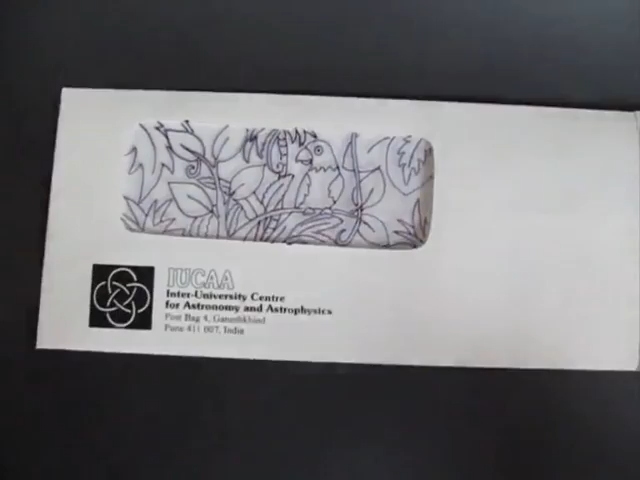 IUCAA
Inter-University Centre
for Astronomy and Astrophysics
Post Bag 4, Ganeshkhind
Pune 411 007, India